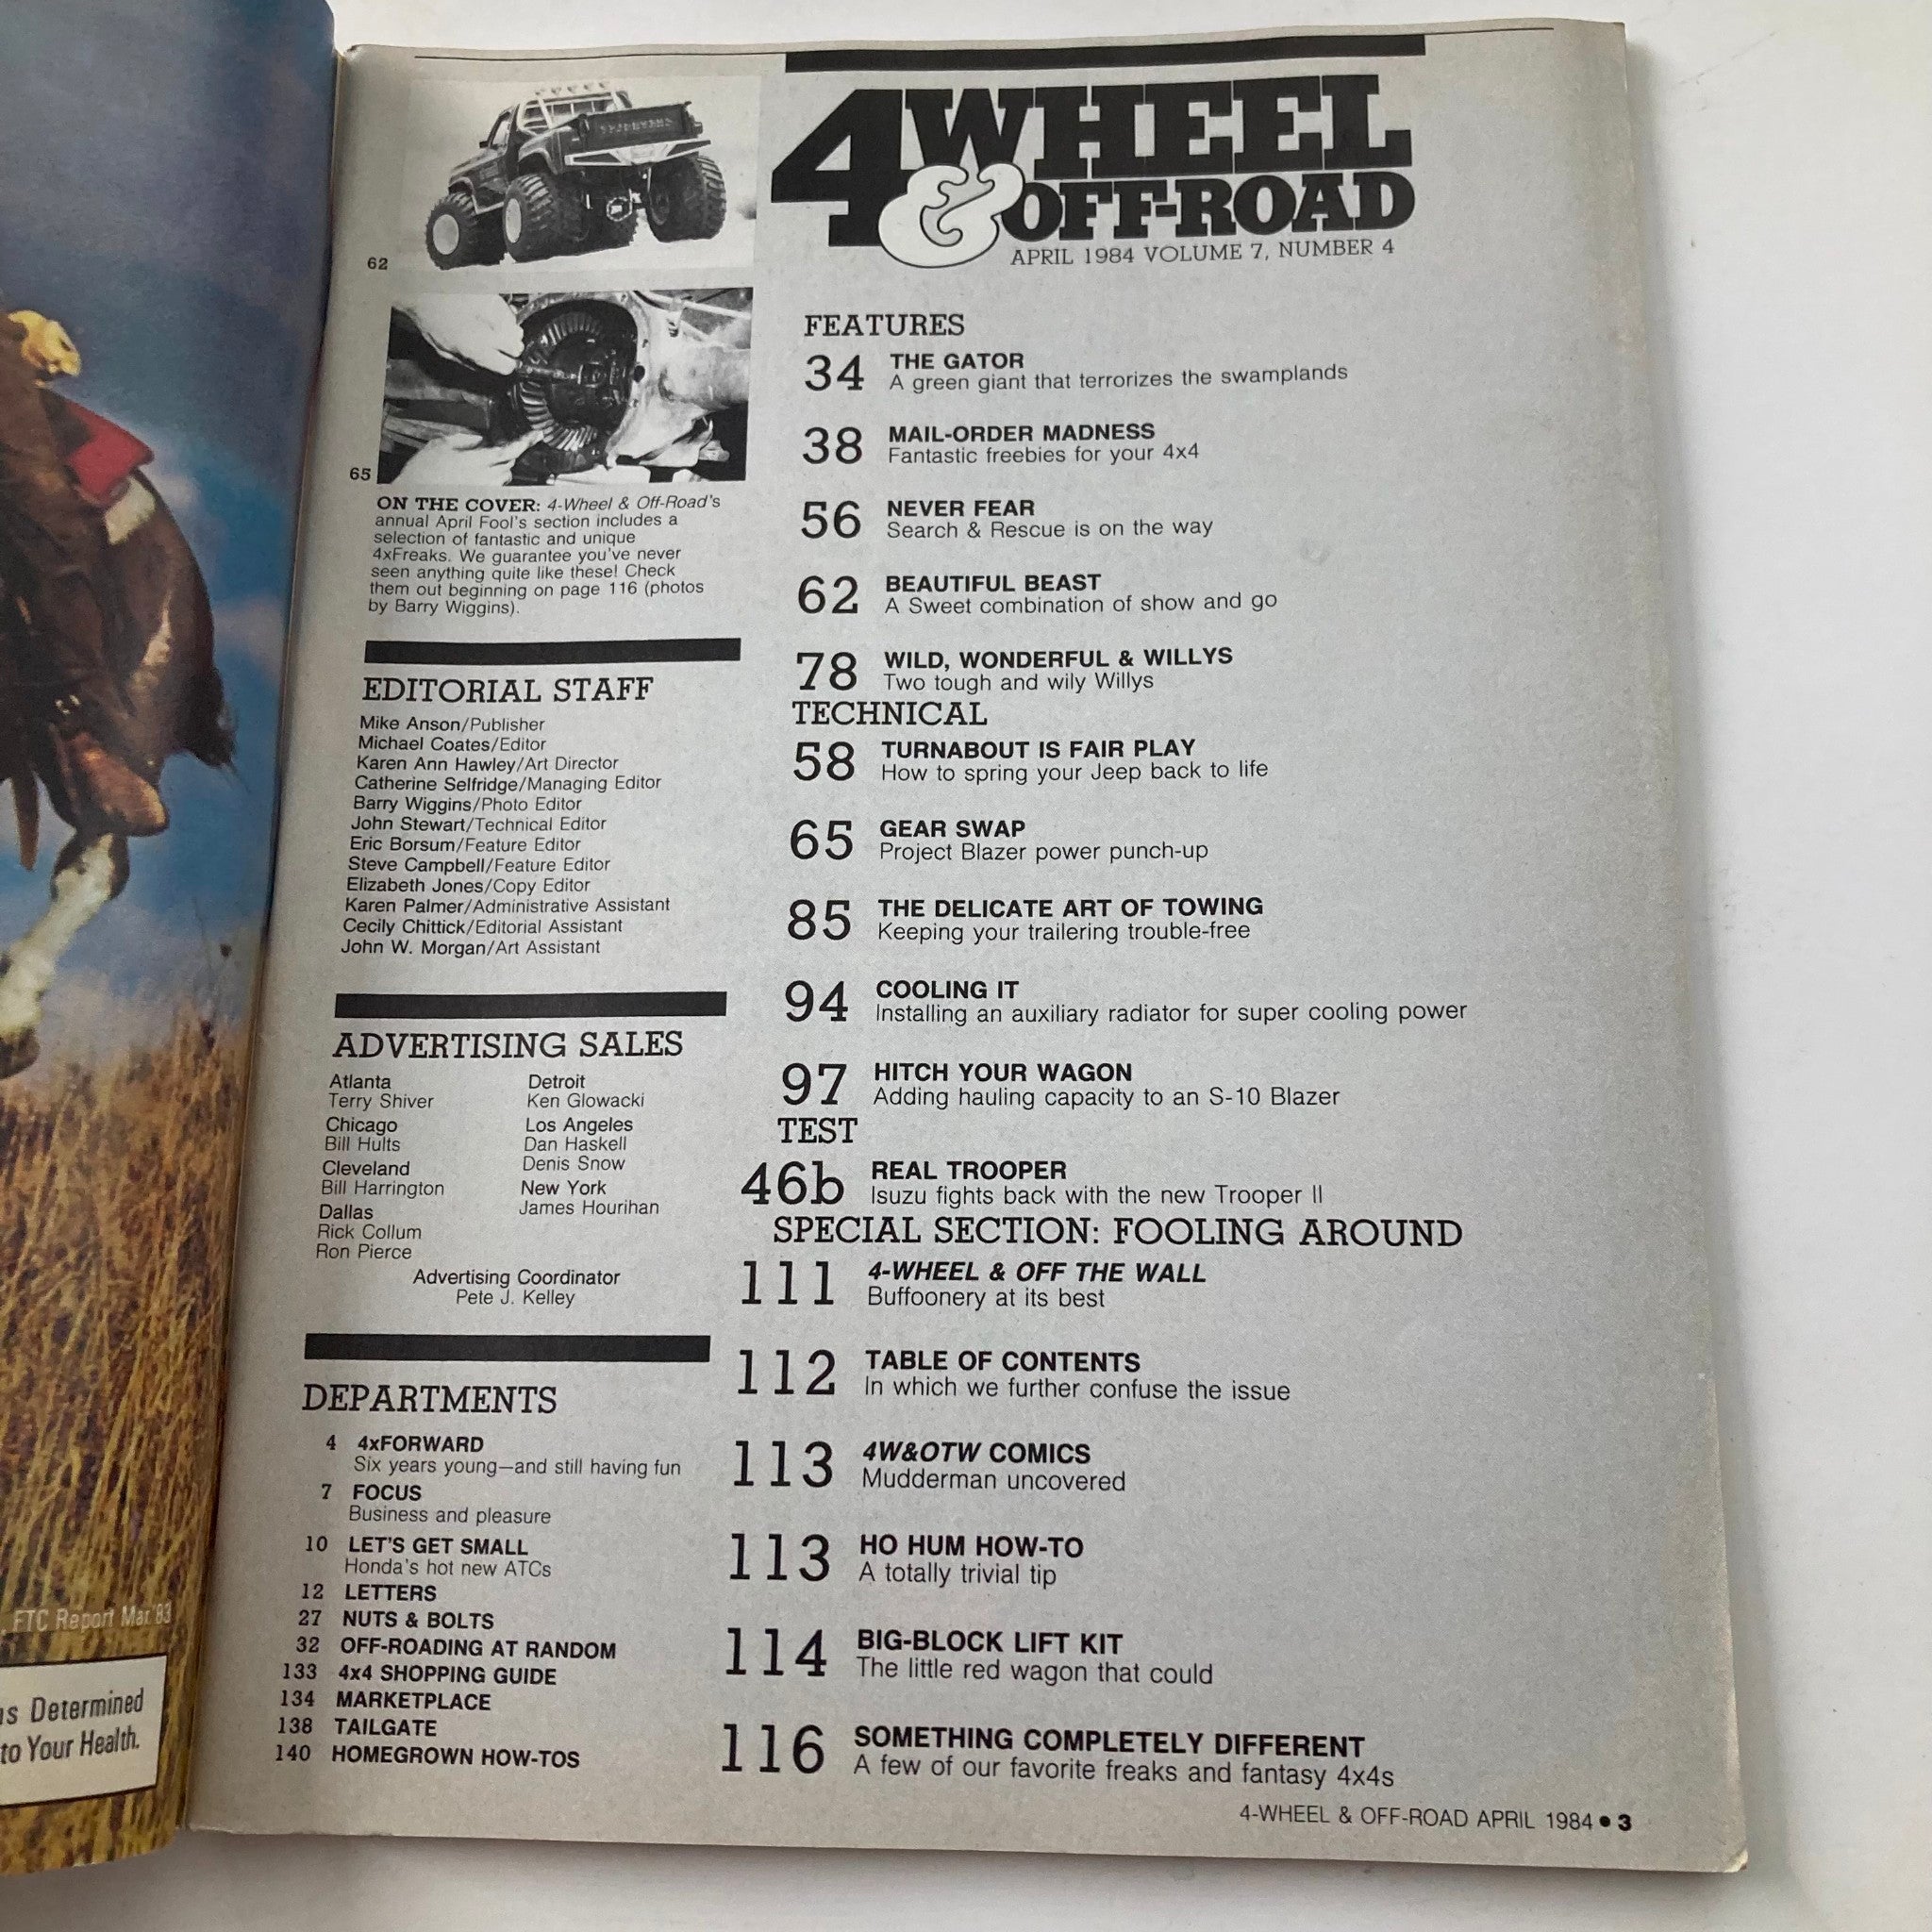 4 WHEEL
& OFF-ROAD
APRIL 1984 VOLUME 7, NUMBER 4
62
65
ON THE COVER: 4-Wheel & Off-Road's
annual April Fool's section includes a
selection of fantastic and unique
4xFreaks. We guarantee you've never
seen anything quite like these! Check
them out beginning on page 116 (photos
by Barry Wiggins).
EDITORIAL STAFF
Mike Anson/Publisher
Michael Coates/Editor
Karen Ann Hawley/Art Director
Catherine Selfridge/Managing Editor
Barry Wiggins/Photo Editor
John Stewart/Technical Editor
Eric Borsum/Feature Editor
Steve Campbell/Feature Editor
Elizabeth Jones/Copy Editor
Karen Palmer/Administrative Assistant
Cecily Chittick/Editorial Assistant
John W. Morgan/Art Assistant
ADVERTISING SALES
Atlanta
Terry Shiver
Chicago
Bill Hults
Cleveland
Bill Harrington
Dallas
Rick Collum
Ron Pierce
Detroit
Ken Glowacki
Los Angeles
Dan Haskell
Denis Snow
New York
James Hourihan
Advertising Coordinator
Pete J. Kelley
DEPARTMENTS
4 4xFORWARD
Six years young—and still having fun
7 FOCUS
Business and pleasure
10 LET'S GET SMALL
Honda's hot new ATCs
12 LETTERS
27 NUTS & BOLTS
32 OFF-ROADING AT RANDOM
133 4x4 SHOPPING GUIDE
134 MARKETPLACE
138 TAILGATE
140 HOMEGROWN HOW-TOS
FEATURES
34 THE GATOR
A green giant that terrorizes the swamplands
38 MAIL-ORDER MADNESS
Fantastic freebies for your 4x4
56 NEVER FEAR
Search & Rescue is on the way
62 BEAUTIFUL BEAST
A Sweet combination of show and go
78 WILD, WONDERFUL & WILLYS
Two tough and wily Willys
TECHNICAL
58 TURNABOUT IS FAIR PLAY
How to spring your Jeep back to life
65 GEAR SWAP
Project Blazer power punch-up
85 THE DELICATE ART OF TOWING
Keeping your trailering trouble-free
94 COOLING IT
Installing an auxiliary radiator for super cooling power
97 HITCH YOUR WAGON
Adding hauling capacity to an S-10 Blazer
TEST
46b REAL TROOPER
Isuzu fights back with the new Trooper II
SPECIAL SECTION: FOOLING AROUND
111 4-WHEEL & OFF THE WALL
Buffoonery at its best
112 TABLE OF CONTENTS
In which we further confuse the issue
113 4W&OTW COMICS
Mudderman uncovered
113 HO HUM HOW-TO
A totally trivial tip
114 BIG-BLOCK LIFT KIT
The little red wagon that could
116 SOMETHING COMPLETELY DIFFERENT
A few of our favorite freaks and fantasy 4x4s
4-WHEEL & OFF-ROAD APRIL 1984 • 3
FTC Report Mar. '83
Determined
to Your Health.